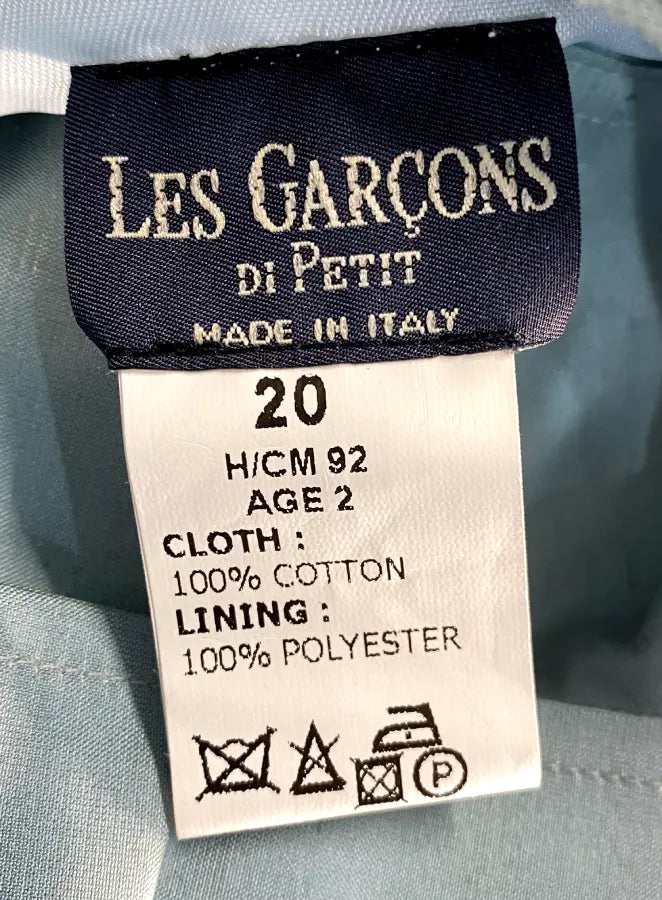 LES GARÇONS
DI PETIT
MADE IN ITALY
20
H/CM 92
AGE 2
CLOTH :
100% COTTON
LINING :
100% POLYESTER
P